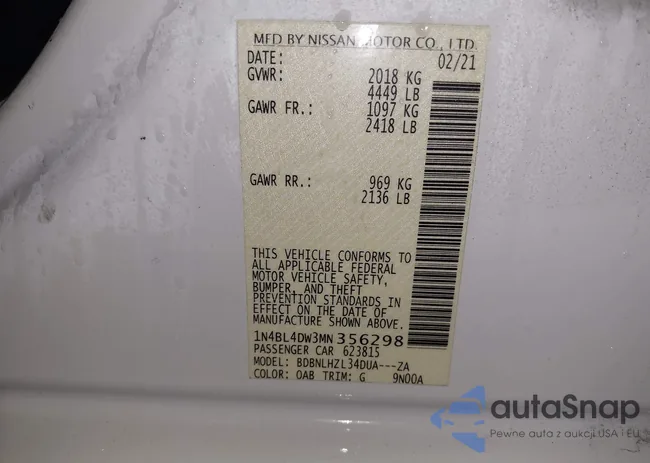 MFD BY NISSAN MOTOR CO., LTD.
DATE: 02/21
GVWR: 2018 KG
4449 LB
GAWR FR.: 1097 KG
2418 LB
GAWR RR.: 969 KG
2136 LB
THIS VEHICLE CONFORMS TO
ALL APPLICABLE FEDERAL
MOTOR VEHICLE SAFETY,
BUMPER, AND THEFT
PREVENTION STANDARDS IN
EFFECT ON THE DATE OF
MANUFACTURE SHOWN ABOVE.
1N4BL4DW3MN356298
PASSENGER CAR 623815
MODEL: BDBNLHZL34DUA---ZA
COLOR: QAB TRIM: G 9N00A
autaSnap
Pewne auta z aukcji USA i EU